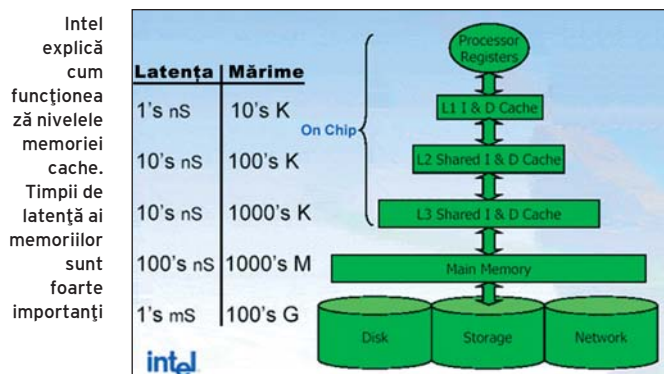 Intel
explică
cum
funcţionea
ză nivelele
memoriei
cache.
Timpii de
latenţă ai
memoriilor
sunt
foarte
importanţi
Latenţa Mărime
1's nS 10's K
10's nS 100's K
10's nS 1000's K
100's nS 1000's M
1's mS 100's G
On Chip
Processor
Registers
L1 I & D Cache
L2 Shared I & D Cache
L3 Shared I & D Cache
Main Memory
Disk Storage Network
intel